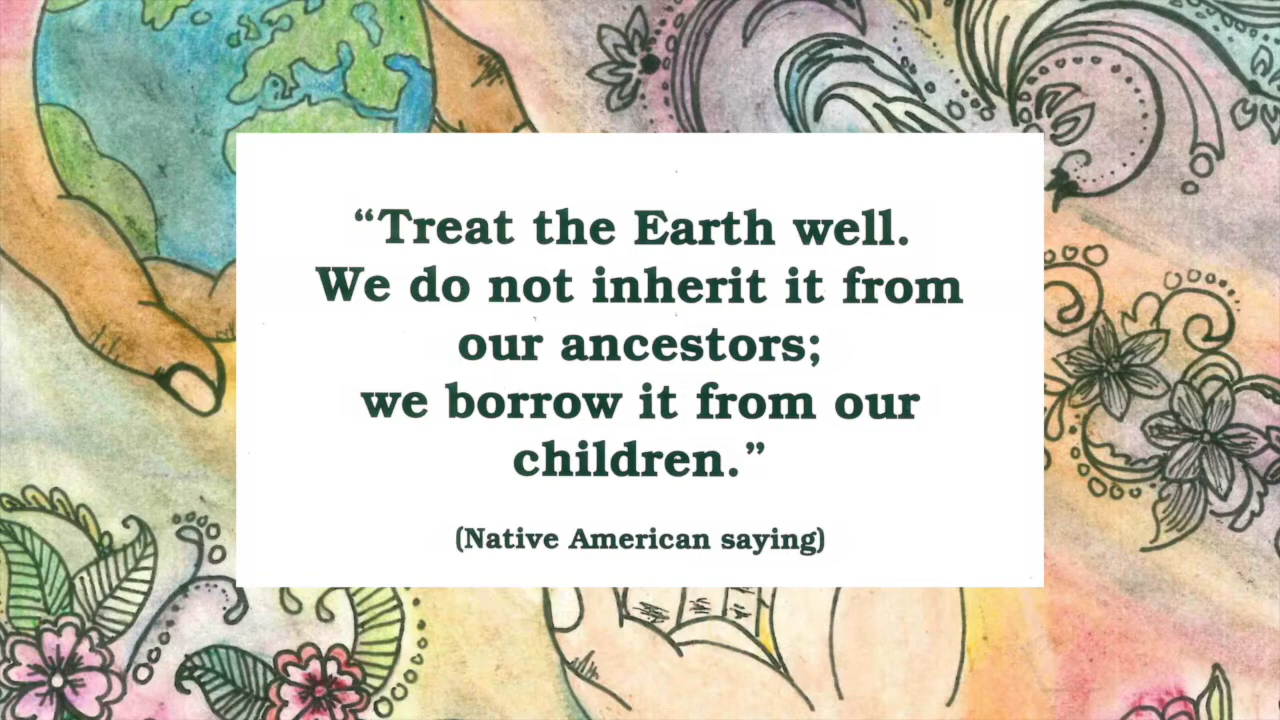 “Treat the Earth well.
We do not inherit it from
our ancestors;
we borrow it from our
children.”
(Native American saying)